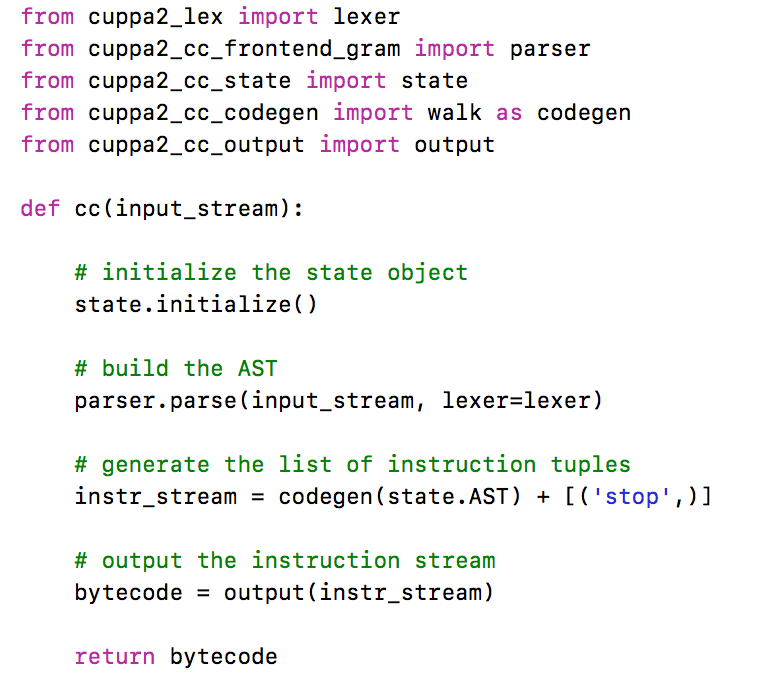 from cuppa2_lex import lexer
from cuppa2_cc_frontend_gram import parser
from cuppa2_cc_state import state
from cuppa2_cc_codegen import walk as codegen
from cuppa2_cc_output import output

def cc(input_stream):

    # initialize the state object
    state.initialize()

    # build the AST
    parser.parse(input_stream, lexer=lexer)

    # generate the list of instruction tuples
    instr_stream = codegen(state.AST) + [('stop',)]

    # output the instruction stream
    bytecode = output(instr_stream)

    return bytecode